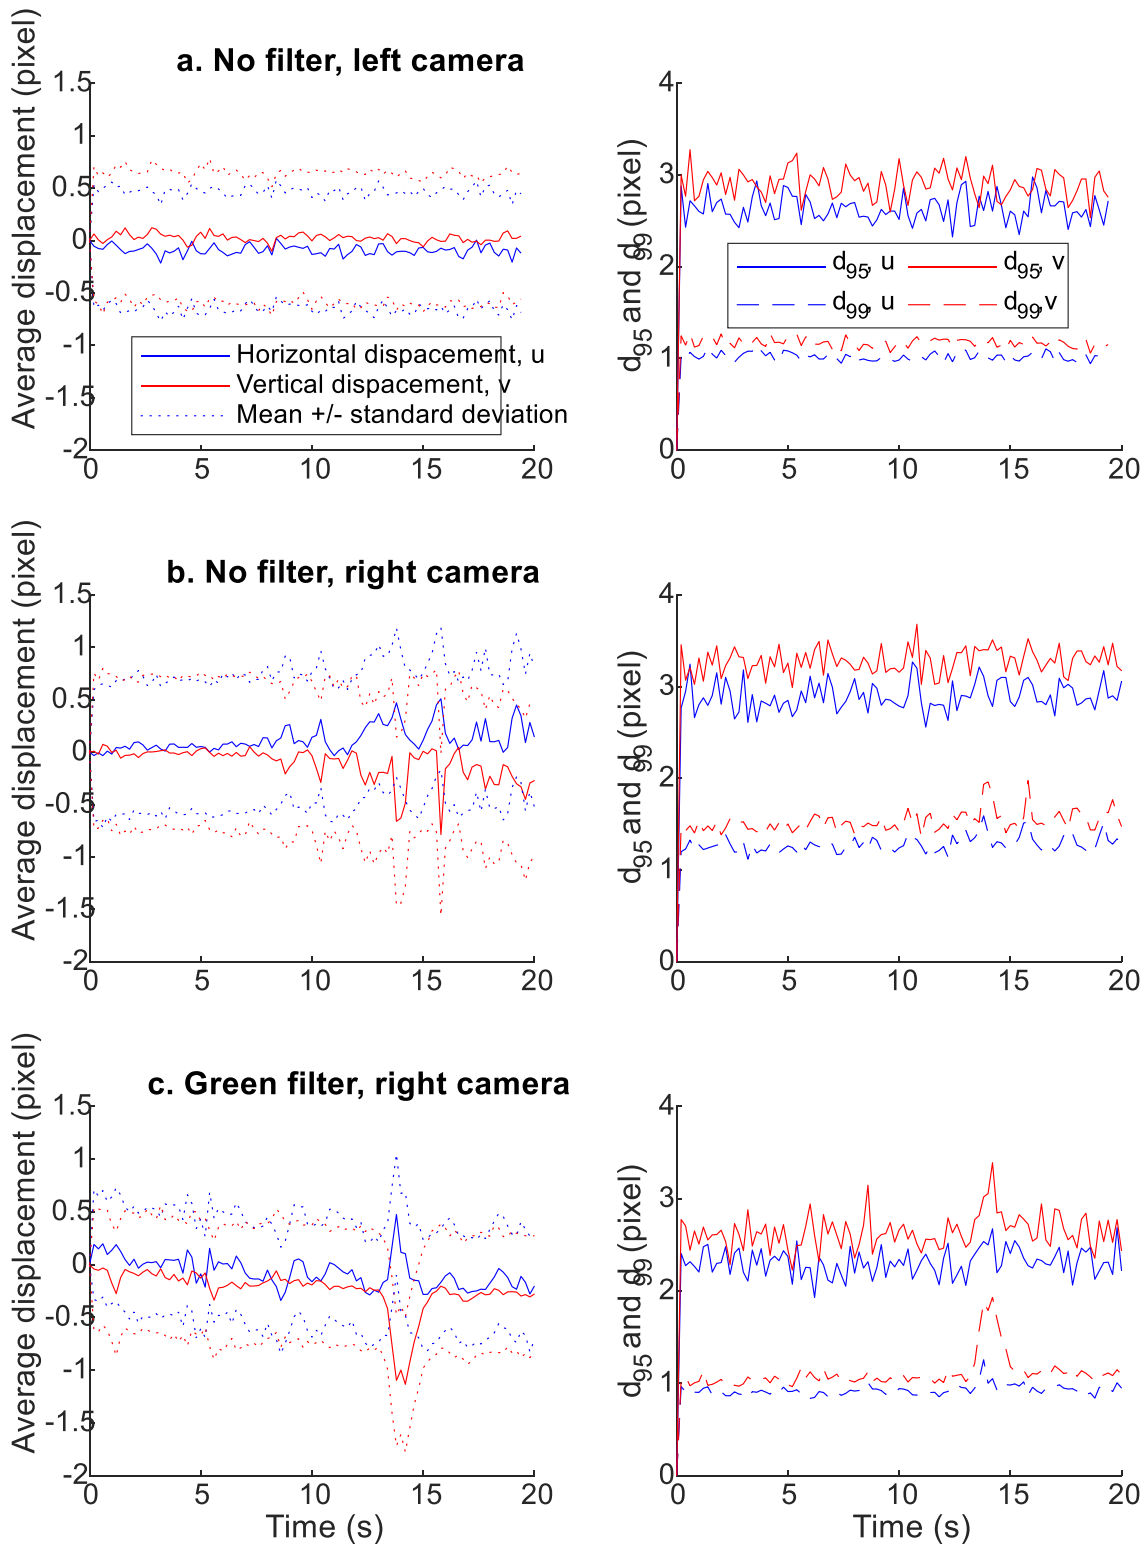 a. No filter, left camera
Average displacement (pixel)
1.5
1
0.5
0
-0.5
-1
-1.5
-2
0 5 10 15 20
Horizontal dispacement, u
Vertical dispacement, v
Mean +/- standard deviation
d95 and d99 (pixel)
4
3
2
1
0
0 5 10 15 20
d95, u d95, v
d99, u d99,v
b. No filter, right camera
Average displacement (pixel)
1.5
1
0.5
0
-0.5
-1
-1.5
-2
0 5 10 15 20
d95 and d99 (pixel)
4
3
2
1
0
0 5 10 15 20
c. Green filter, right camera
Average displacement (pixel)
1.5
1
0.5
0
-0.5
-1
-1.5
-2
0 5 10 15 20
Time (s)
d95 and d99 (pixel)
4
3
2
1
0
0 5 10 15 20
Time (s)